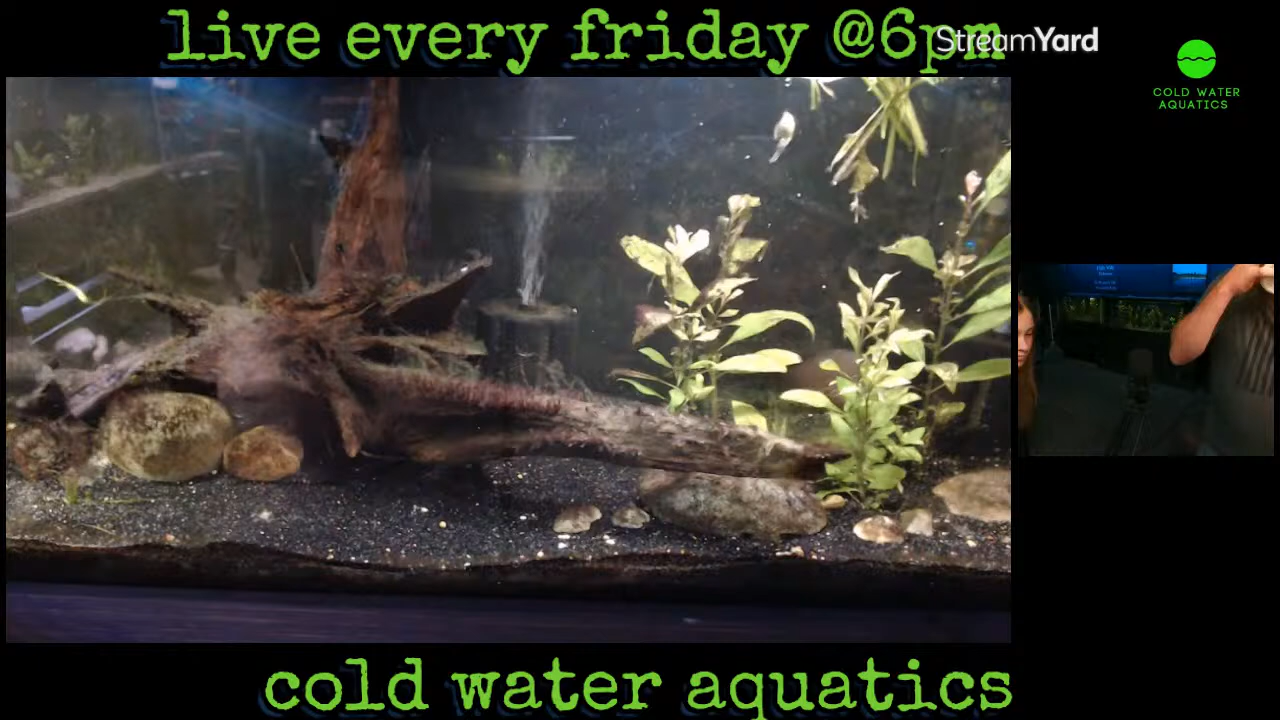 live every friday @6pm
StreamYard
COLD WATER
AQUATICS
cold water aquatics